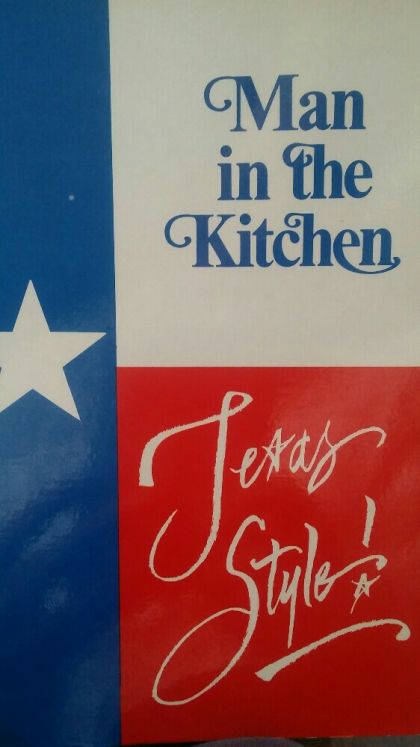 Man
in the
Kitchen
Texas
Style!